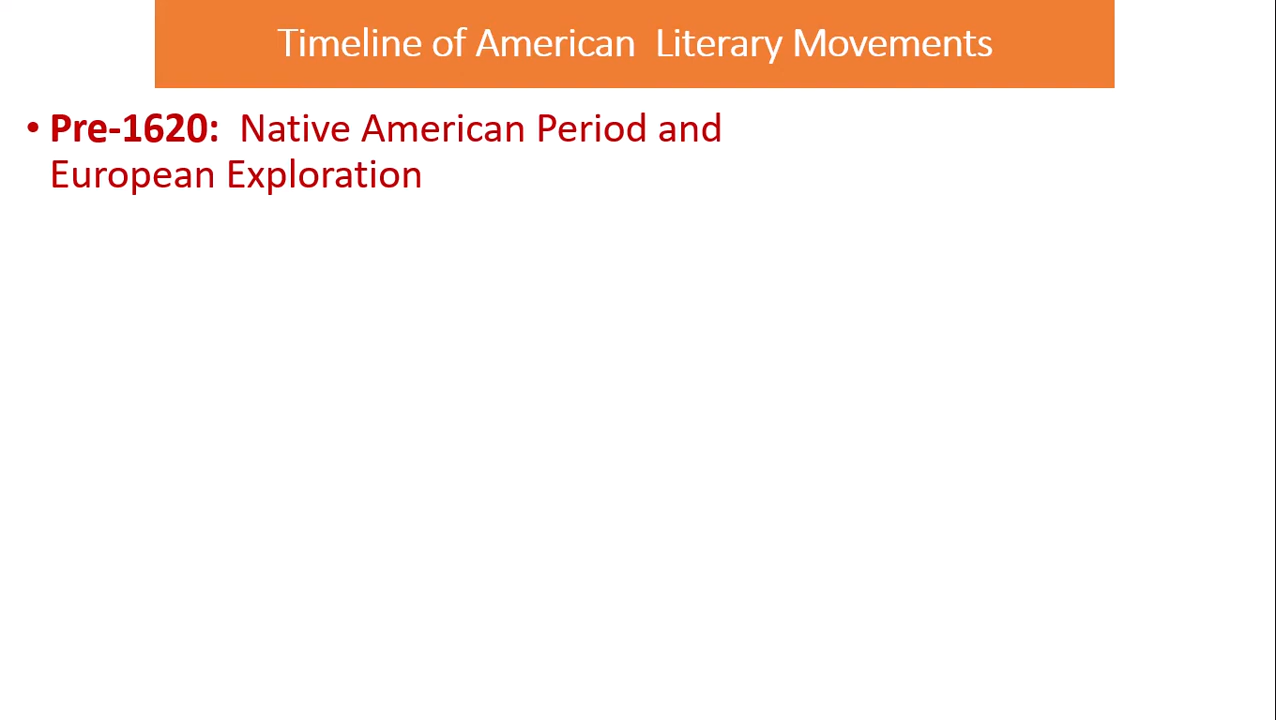 Timeline of American  Literary Movements
• Pre-1620:  Native American Period and
European Exploration